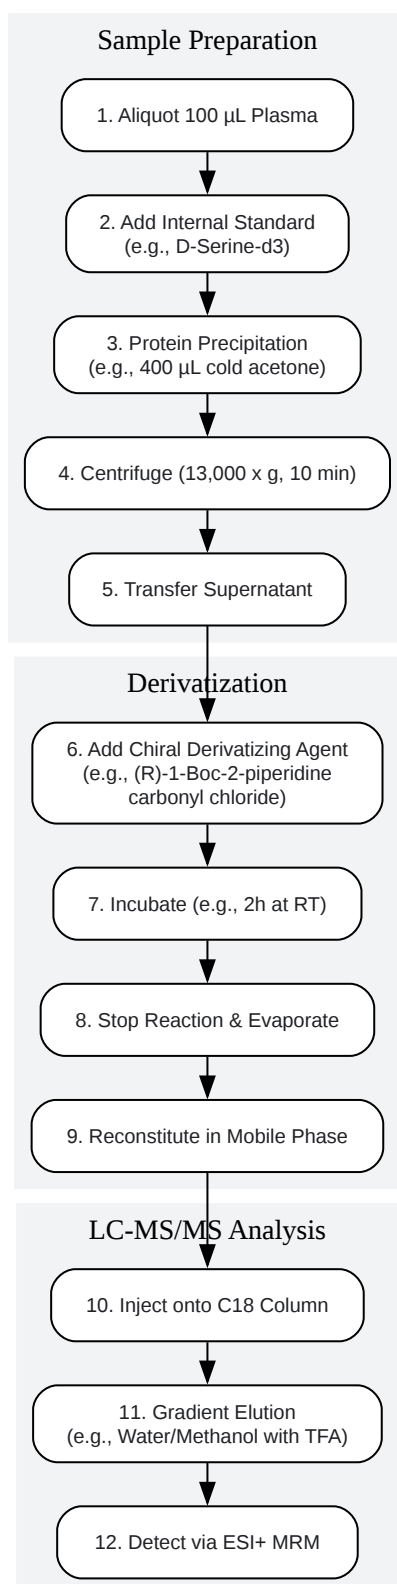 Sample Preparation
1. Aliquot 100 µL Plasma
2. Add Internal Standard
(e.g., D-Serine-d3)
3. Protein Precipitation
(e.g., 400 µL cold acetone)
4. Centrifuge (13,000 x g, 10 min)
5. Transfer Supernatant
Derivatization
6. Add Chiral Derivatizing Agent
(e.g., (R)-1-Boc-2-piperidine
carbonyl chloride)
7. Incubate (e.g., 2h at RT)
8. Stop Reaction & Evaporate
9. Reconstitute in Mobile Phase
LC-MS/MS Analysis
10. Inject onto C18 Column
11. Gradient Elution
(e.g., Water/Methanol with TFA)
12. Detect via ESI+ MRM